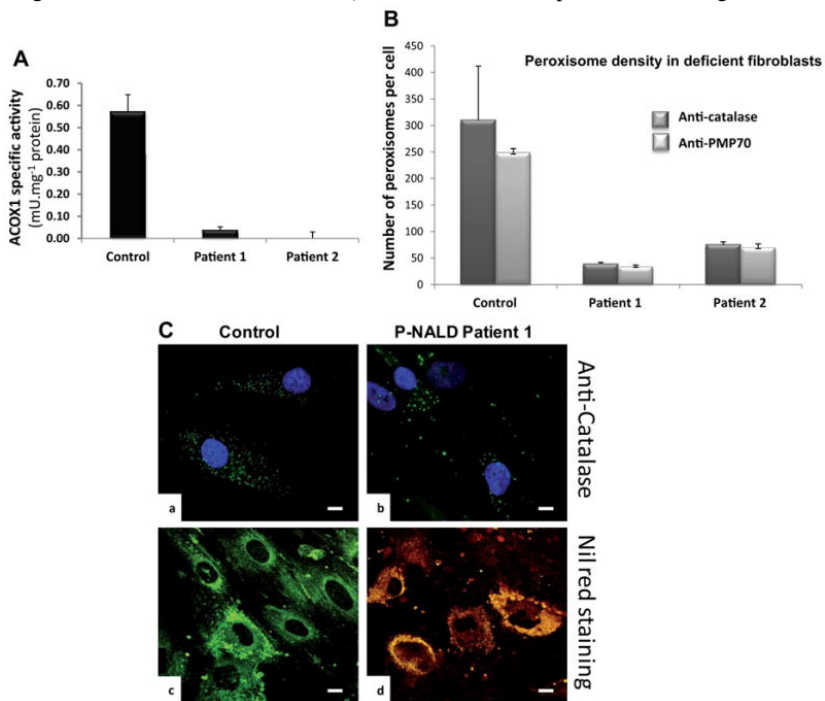 A
ACOX1 specific activity
(mU.mg-1 protein)
0.70
0.60
0.50
0.40
0.30
0.20
0.10
0.00
Control
Patient 1
Patient 2
B
Peroxisome density in deficient fibroblasts
Number of peroxisomes per cell
450
400
350
300
250
200
150
100
50
0
Anti-catalase
Anti-PMP70
Control
Patient 1
Patient 2
C
Control
P-NALD Patient 1
a
b
Anti-Catalase
c
d
Nil red staining